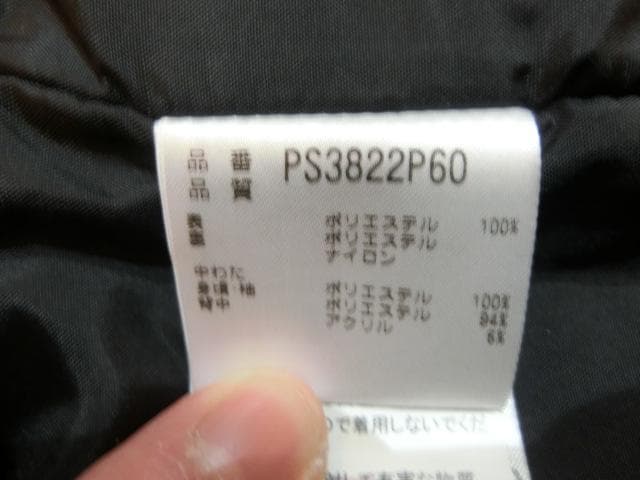 品番 PS3822P60
品質
表 ポリエステル 100%
裏 ポリエステル
ナイロン
中わた
身頃・袖 ポリエステル 100%
背中 ポリエステル 94%
アクリル 6%
ので着用しないでくだ